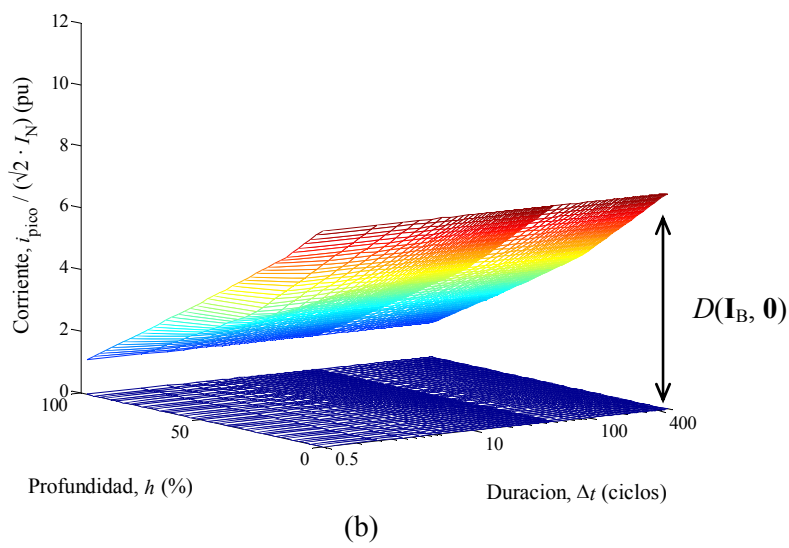 12
10
8
6
4
2
0
Corriente, i_pico / (√2 · I_N) (pu)
100
50
0
0.5
10
100
400
Profundidad, h (%)
Duracion, Δt (ciclos)
D(I_B, 0)
(b)